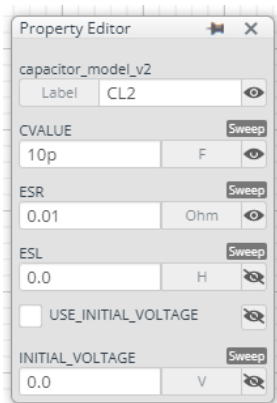 Property Editor
capacitor_model_v2
Label CL2
CVALUE Sweep
10p F
ESR Sweep
0.01 Ohm
ESL Sweep
0.0 H
USE_INITIAL_VOLTAGE
INITIAL_VOLTAGE Sweep
0.0 V